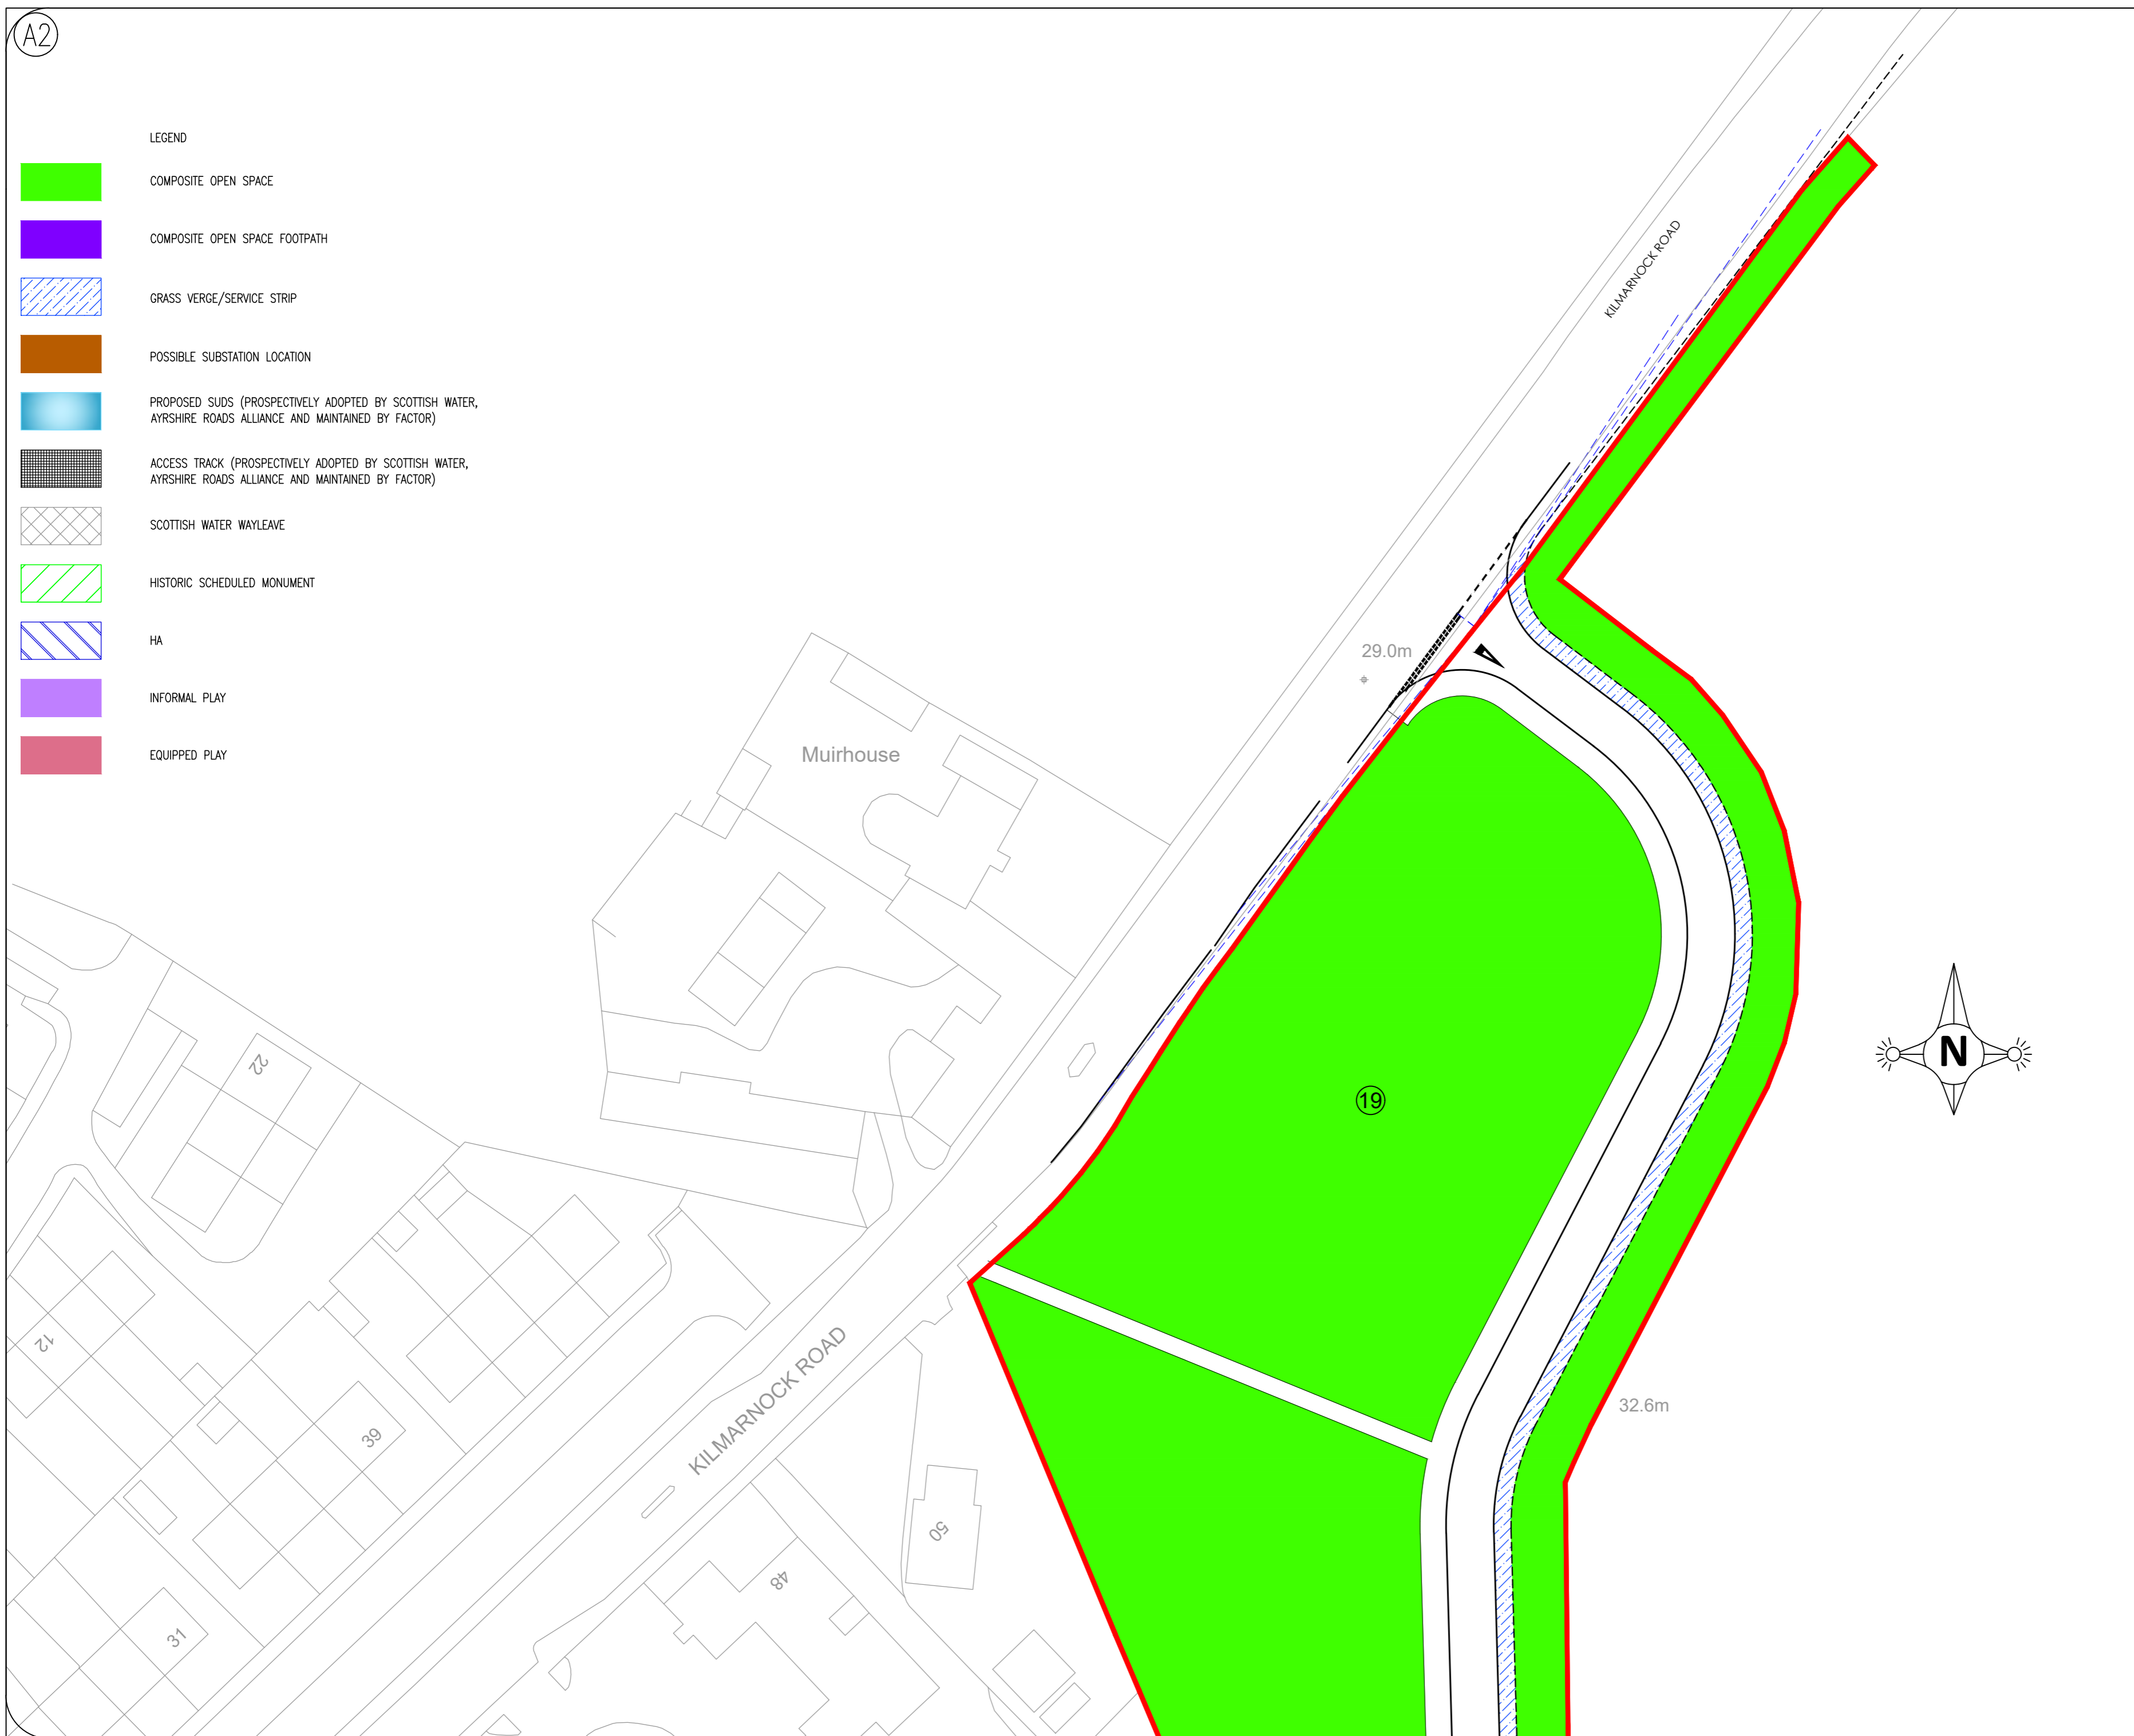 A2
LEGEND
COMPOSITE OPEN SPACE
COMPOSITE OPEN SPACE FOOTPATH
GRASS VERGE/SERVICE STRIP
POSSIBLE SUBSTATION LOCATION
PROPOSED SUDS (PROSPECTIVELY ADOPTED BY SCOTTISH WATER,
AYRSHIRE ROADS ALLIANCE AND MAINTAINED BY FACTOR)
ACCESS TRACK (PROSPECTIVELY ADOPTED BY SCOTTISH WATER,
AYRSHIRE ROADS ALLIANCE AND MAINTAINED BY FACTOR)
SCOTTISH WATER WAYLEAVE
HISTORIC SCHEDULED MONUMENT
HA
INFORMAL PLAY
EQUIPPED PLAY
KILMARNOCK ROAD
29.0m
Muirhouse
22
N
19
12
KILMARNOCK ROAD
32.6m
39
50
48
31